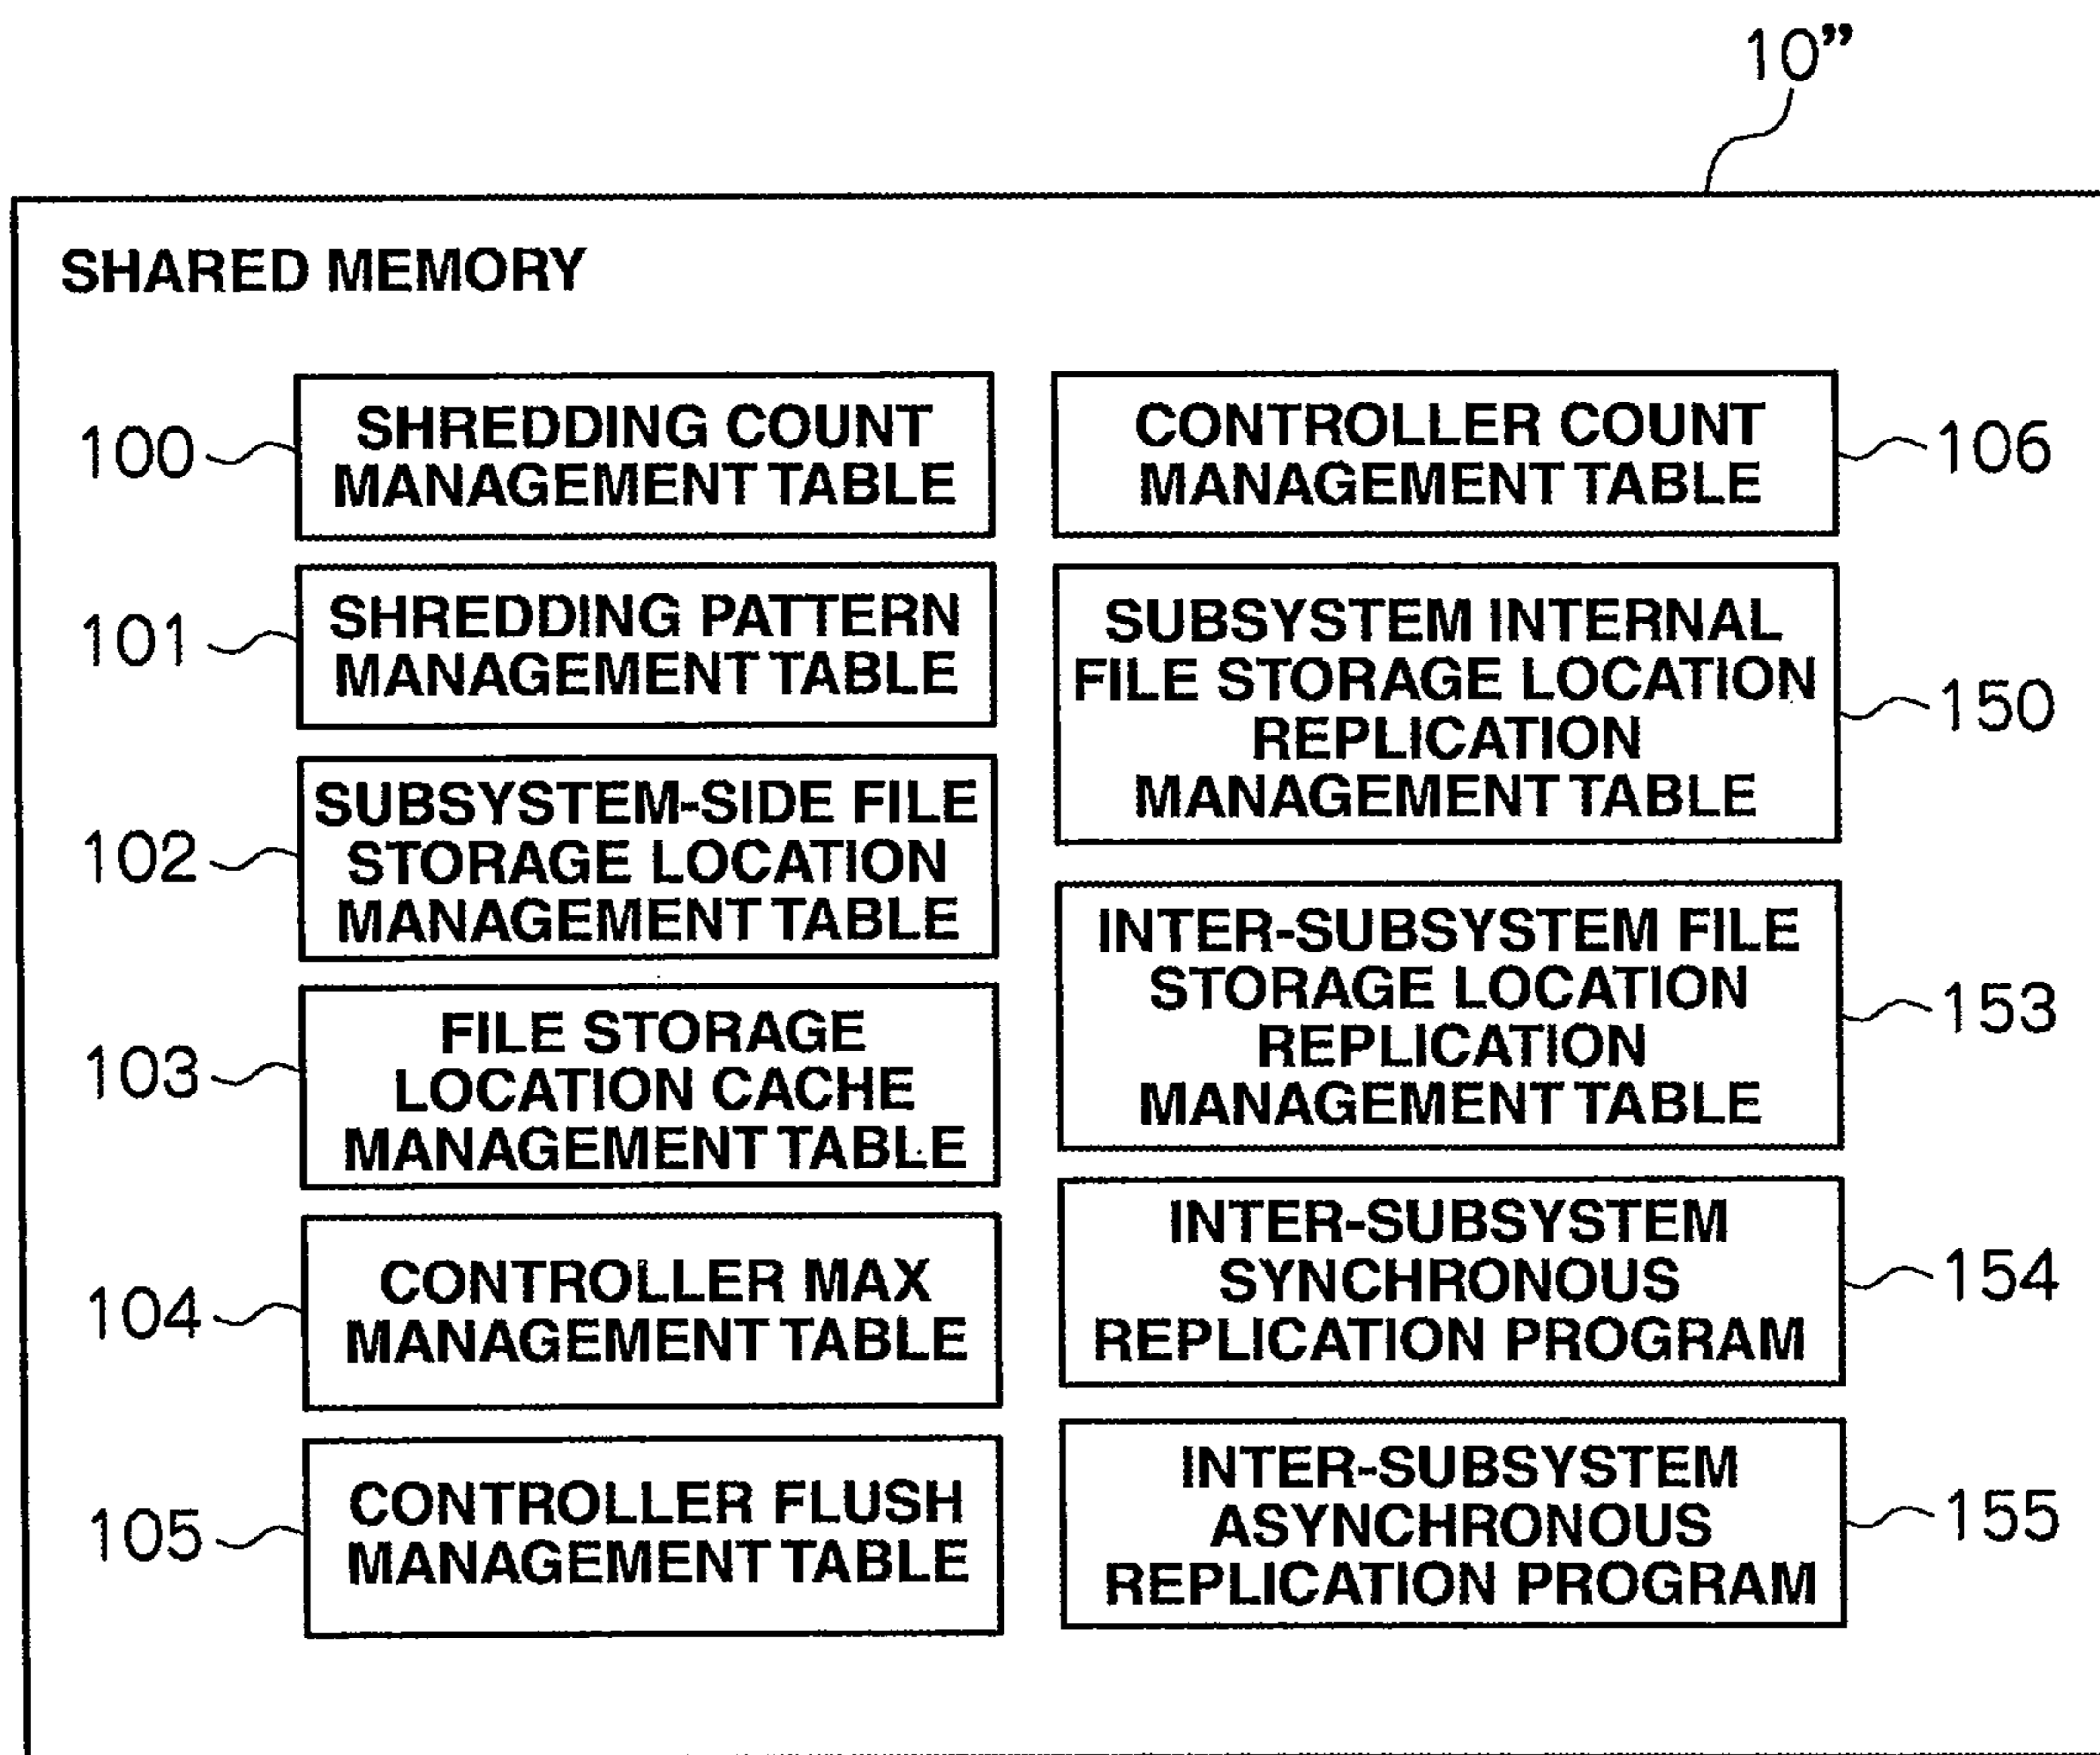 10”
SHARED MEMORY
100
SHREDDING COUNT
MANAGEMENT TABLE
101
SHREDDING PATTERN
MANAGEMENT TABLE
102
SUBSYSTEM-SIDE FILE
STORAGE LOCATION
MANAGEMENT TABLE
103
FILE STORAGE
LOCATION CACHE
MANAGEMENT TABLE
104
CONTROLLER MAX
MANAGEMENT TABLE
105
CONTROLLER FLUSH
MANAGEMENT TABLE
CONTROLLER COUNT
MANAGEMENT TABLE
106
SUBSYSTEM INTERNAL
FILE STORAGE LOCATION
REPLICATION
MANAGEMENT TABLE
150
INTER-SUBSYSTEM FILE
STORAGE LOCATION
REPLICATION
MANAGEMENT TABLE
153
INTER-SUBSYSTEM
SYNCHRONOUS
REPLICATION PROGRAM
154
INTER-SUBSYSTEM
ASYNCHRONOUS
REPLICATION PROGRAM
155